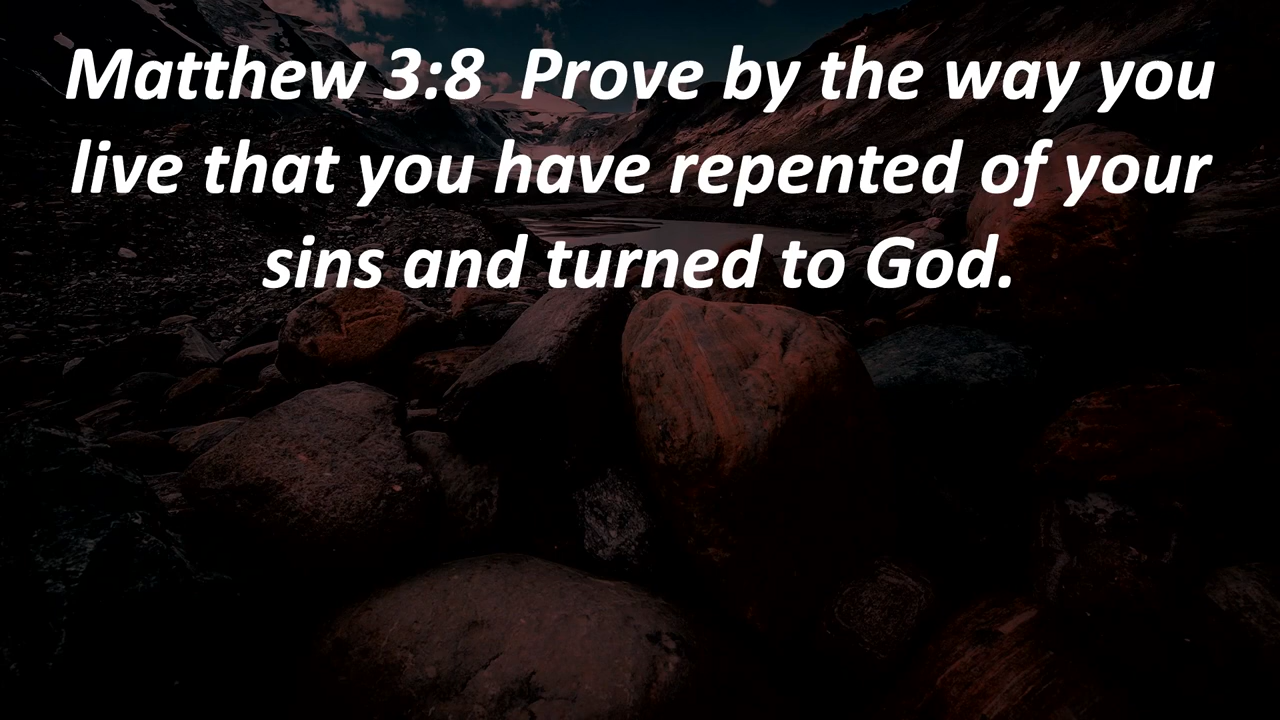 Matthew 3:8  Prove by the way you
live that you have repented of your
sins and turned to God.